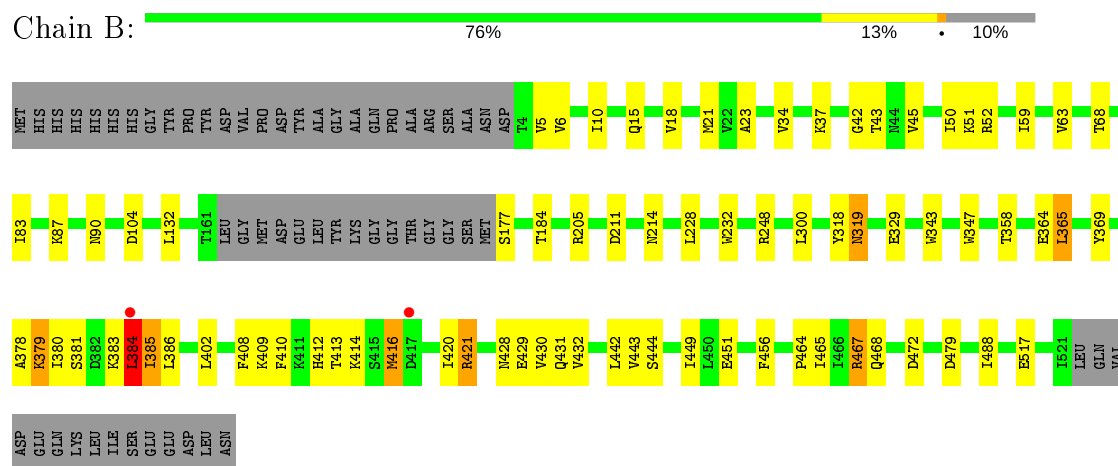 Chain B:
76% 13% • 10%
MET HIS HIS HIS HIS HIS HIS GLY TYR PRO TYR ASP VAL PRO ASP TYR ALA GLY ALA GLN PRO ALA ARG SER ALA ASN ASP T4 V5 V6 I10 Q15 V18 M21 V22 A23 V34 K37 G42 T43 N44 V45 I50 K51 R52 I59 V63 T68
I83 K87 N90 D104 L132 T161 LEU GLY MET ASP GLU LEU TYR LYS GLY GLY THR GLY GLY SER MET S177 T184 R205 D211 N214 L228 W232 R248 L300 Y318 N319 E329 W343 W347 T358 E364 L365 Y369
A378 K379 I380 S381 D382 K383 L384 I385 L386 L402 F408 K409 F410 K411 H412 T413 K414 S415 M416 D417 I420 R421 N428 E429 V430 Q431 V432 L442 V443 S444 I449 L450 E451 F456 P464 I465 I466 R467 Q468 D472 D479 I488 E517 I521 LEU GLN VAL
ASP GLU GLN LYS LEU ILE SER GLU GLU ASP LEU ASN